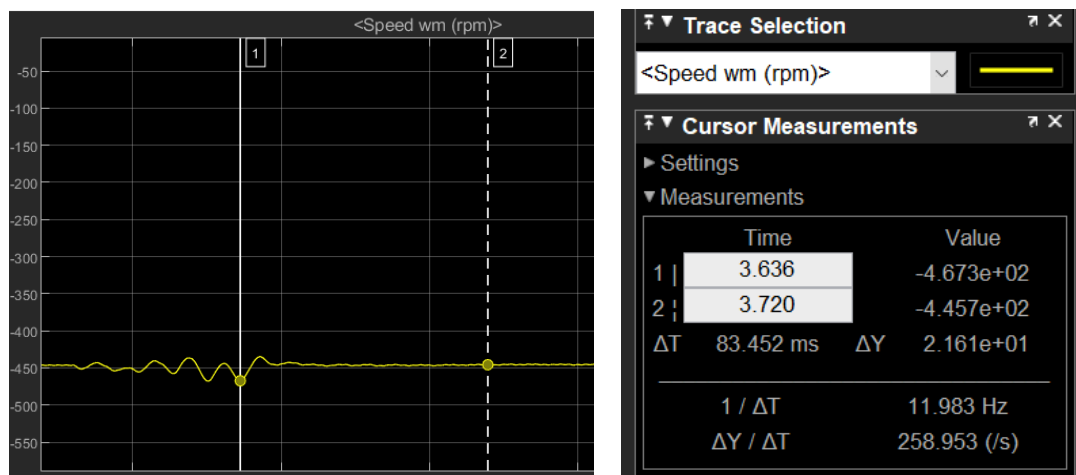 <Speed wm (rpm)>
1
2
-50
-100
-150
-200
-250
-300
-350
-400
-450
-500
-550
Trace Selection
<Speed wm (rpm)>
Cursor Measurements
Settings
Measurements
Time Value
1 | 3.636 -4.673e+02
2 ¦ 3.720 -4.457e+02
ΔT 83.452 ms ΔY 2.161e+01
1 / ΔT 11.983 Hz
ΔY / ΔT 258.953 (/s)